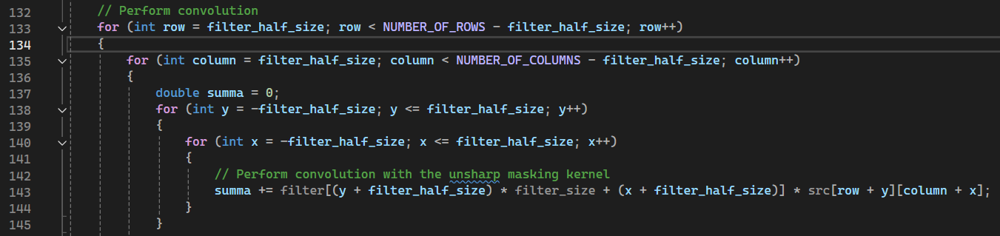 132 // Perform convolution
133 for (int row = filter_half_size; row < NUMBER_OF_ROWS - filter_half_size; row++)
134 {
135 for (int column = filter_half_size; column < NUMBER_OF_COLUMNS - filter_half_size; column++)
136 {
137 double summa = 0;
138 for (int y = -filter_half_size; y <= filter_half_size; y++)
139 {
140 for (int x = -filter_half_size; x <= filter_half_size; x++)
141 {
142 // Perform convolution with the unsharp masking kernel
143 summa += filter[(y + filter_half_size) * filter_size + (x + filter_half_size)] * src[row + y][column + x];
144 }
145 }